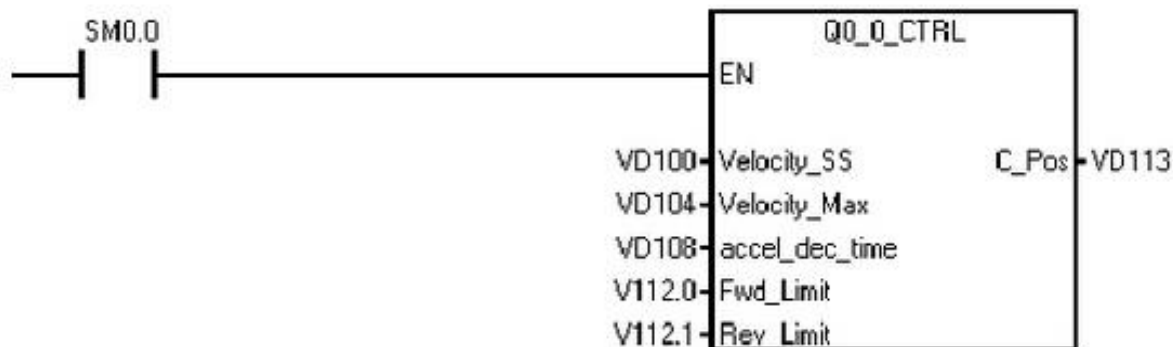 SM0.0
Q0_0_CTRL
EN
VD100 Velocity_SS C_Pos VD113
VD104 Velocity_Max
VD108 accel_dec_time
V112.0 Fwd_Limit
V112.1 Rev_Limit